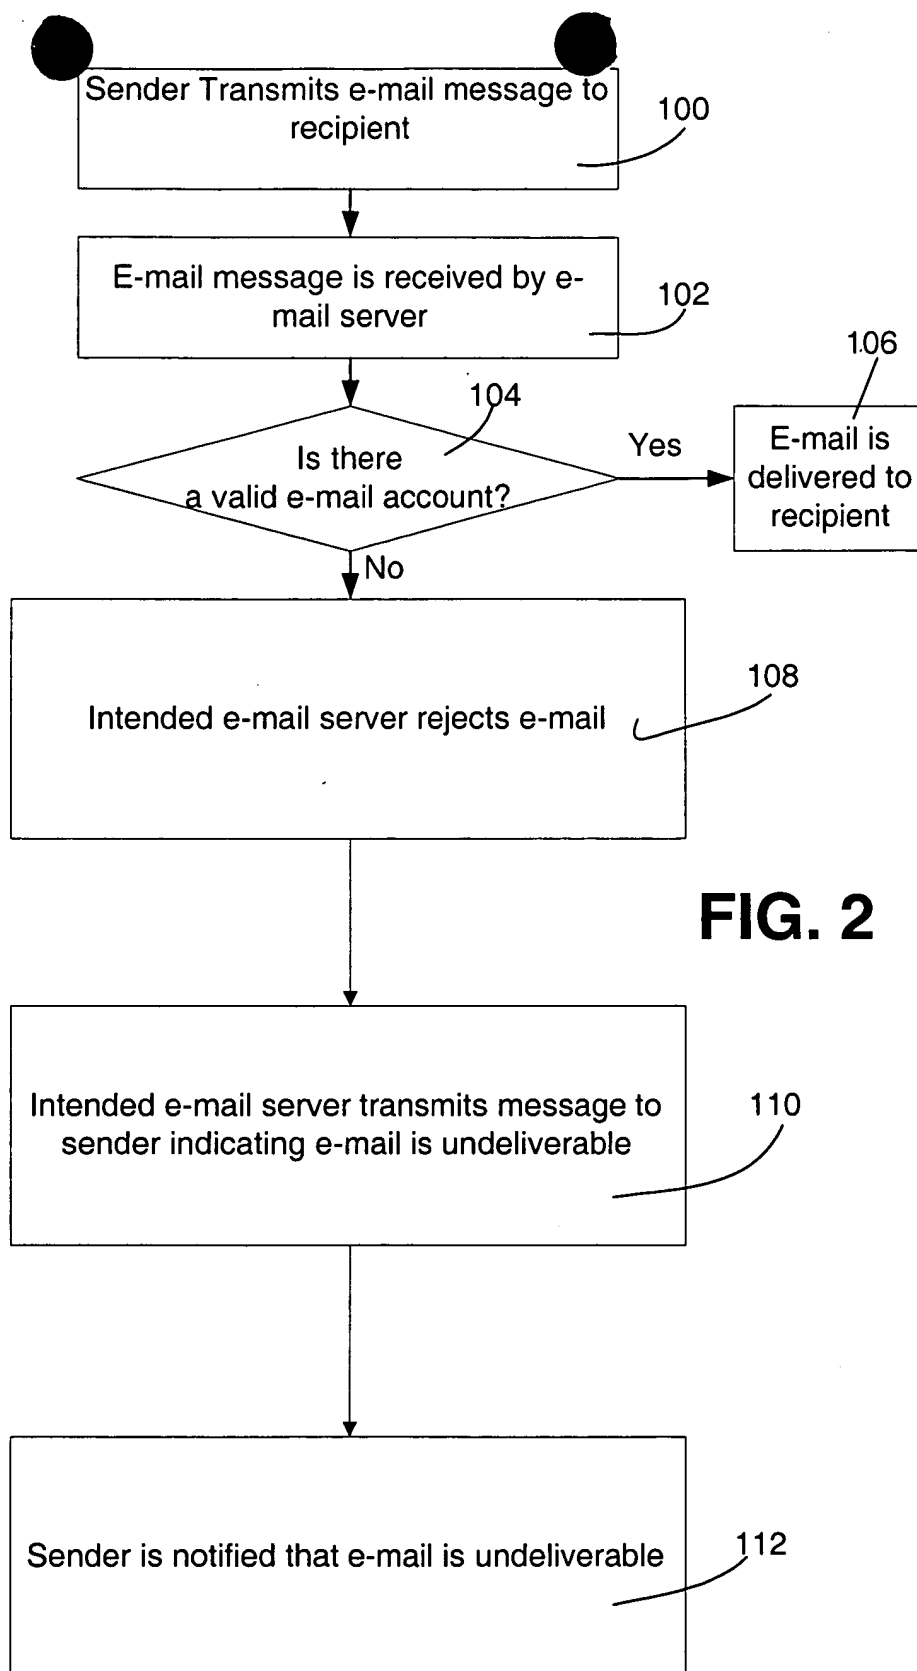 Sender Transmits e-mail message to
recipient
100
E-mail message is received by e-
mail server
102
104
106
Is there
a valid e-mail account?
Yes
E-mail is
delivered to
recipient
No
Intended e-mail server rejects e-mail
108
FIG. 2
Intended e-mail server transmits message to
sender indicating e-mail is undeliverable
110
Sender is notified that e-mail is undeliverable
112